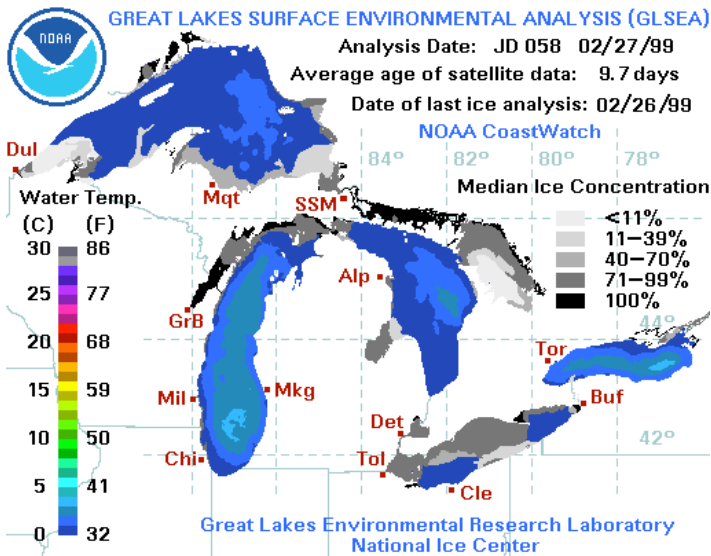 GREAT LAKES SURFACE ENVIRONMENTAL ANALYSIS (GLSEA)
NOAA
Analysis Date: JD 058 02/27/99
Average age of satellite data: 9.7 days
Date of last ice analysis: 02/26/99
NOAA CoastWatch
Dul
84° 82° 80° 78°
Mqt
SSM
Median Ice Concentration
<11%
11-39%
40-70%
71-99%
100%
Water Temp.
(C) (F)
30 86
25 77
20 68
15 59
10 50
5 41
0 32
Alp
GrB
44°
Tor
Mil
Mkg
Buf
Det
42°
Chi
Tol
Cle
Great Lakes Environmental Research Laboratory
National Ice Center